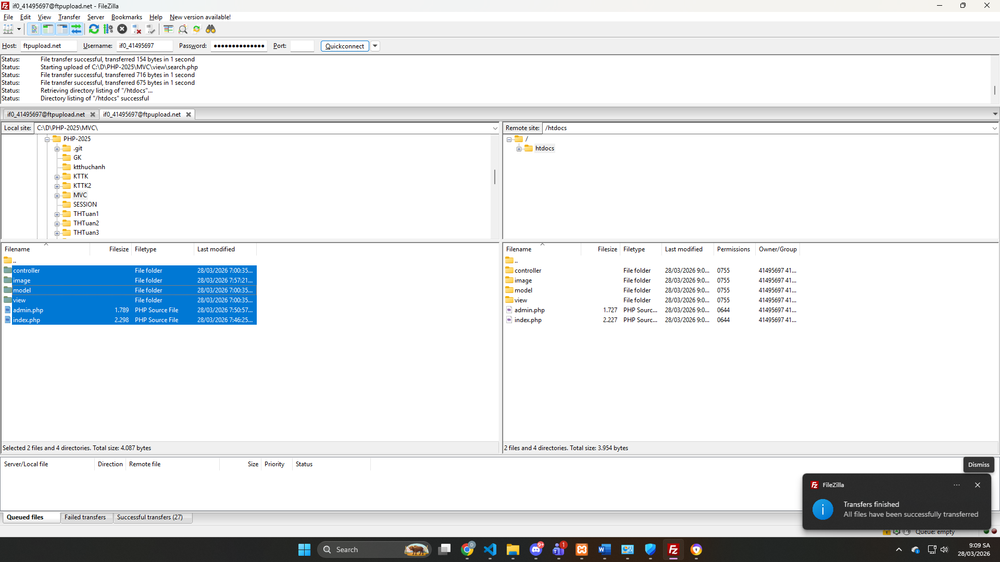 if0_41495697@ftpupload.net - FileZilla
File Edit View Transfer Server Bookmarks Help New version available!
Host: ftpupload.net Username: if0_41495697 Password: ●●●●●●●●●●●●●● Port: Quickconnect
Status: File transfer successful, transferred 154 bytes in 1 second
Status: Starting upload of C:\D\PHP-2025\MVC\view\search.php
Status: File transfer successful, transferred 716 bytes in 1 second
Status: File transfer successful, transferred 675 bytes in 1 second
Status: Retrieving directory listing of "/htdocs"...
Status: Directory listing of "/htdocs" successful
if0_41495697@ftpupload.net if0_41495697@ftpupload.net
Local site: C:\D\PHP-2025\MVC\
PHP-2025
.git
GK
ktthuchanh
KTTK
KTTK2
MVC
SESSION
THTuan1
THTuan2
THTuan3
Remote site: /htdocs
/
htdocs
Filename Filesize Filetype Last modified
..
controller File folder 28/03/2026 7:00:35...
image File folder 28/03/2026 7:57:21...
model File folder 28/03/2026 7:00:35...
view File folder 28/03/2026 7:00:35...
admin.php 1.789 PHP Source File 28/03/2026 7:50:57...
index.php 2.298 PHP Source File 28/03/2026 7:46:25...
Selected 2 files and 4 directories. Total size: 4.087 bytes
Filename Filesize Filetype Last modified Permissions Owner/Group
..
controller File folder 28/03/2026 9:0... 0755 41495697 41...
image File folder 28/03/2026 9:0... 0755 41495697 41...
model File folder 28/03/2026 9:0... 0755 41495697 41...
view File folder 28/03/2026 9:0... 0755 41495697 41...
admin.php 1.727 PHP Sourc... 28/03/2026 9:0... 0644 41495697 41...
index.php 2.227 PHP Sourc... 28/03/2026 9:0... 0644 41495697 41...
2 files and 4 directories. Total size: 3.954 bytes
Server/Local file Direction Remote file Size Priority Status
Dismiss
FileZilla
Transfers finished
All files have been successfully transferred
Queued files Failed transfers Successful transfers (27)
Queue: empty
Search
D
9+
1
9:09 SA
28/03/2026